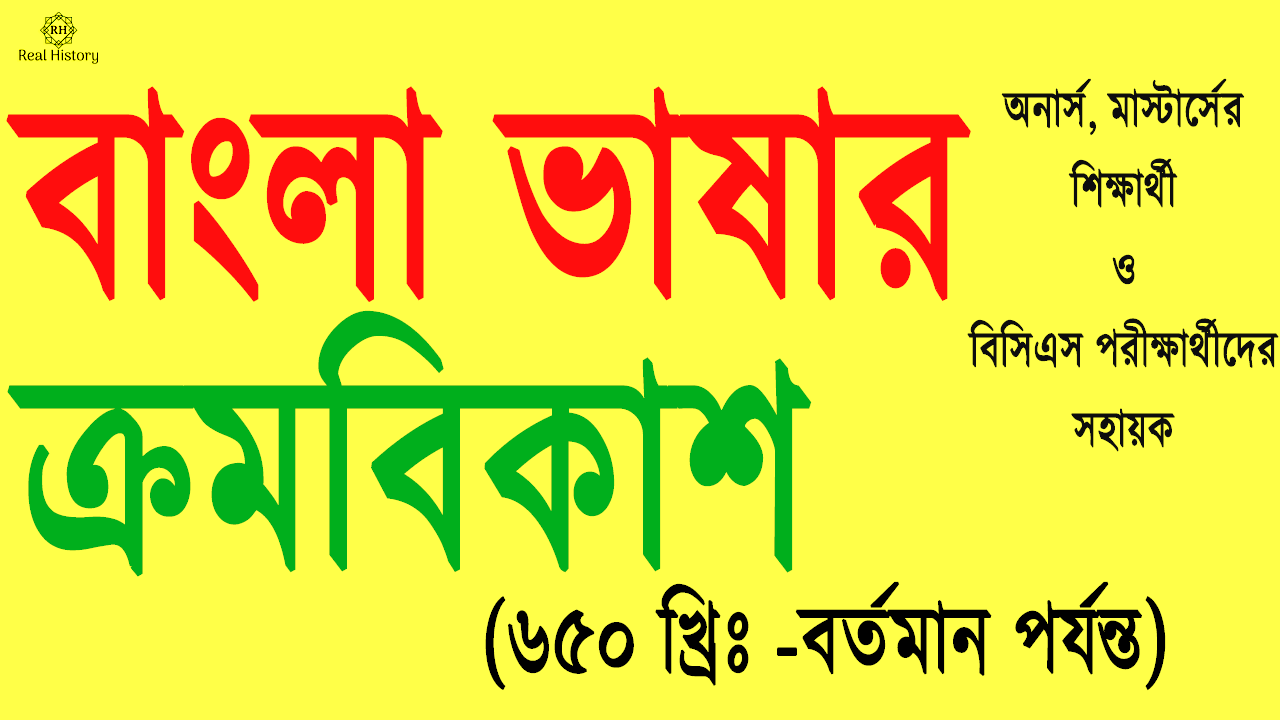 RH
Real History
বাংলা ভাষার
ক্রমবিকাশ
(৬৫০ খ্রিঃ -বর্তমান পর্যন্ত)
অনার্স, মাস্টার্সের
শিক্ষার্থী
ও
বিসিএস পরীক্ষার্থীদের
সহায়ক